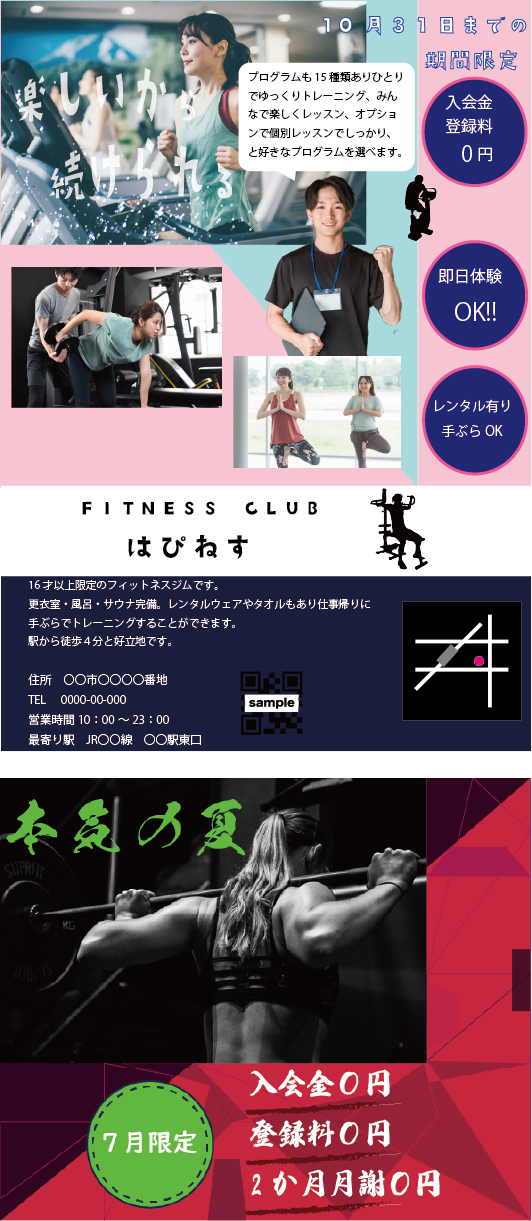 10月31日までの
期間限定
楽しいから
続けられる
プログラムも15種類ありひとり
でゆっくりトレーニング、みん
なで楽しくレッスン、オプショ
ンで個別レッスンでしっかり、
と好きなプログラムを選べます。
入会金
登録料
0円
即日体験
OK!!
レンタル有り
手ぶらOK
FITNESS CLUB
はぴねす
16才以上限定のフィットネスジムです。
更衣室・風呂・サウナ完備。レンタルウェアやタオルもあり仕事帰りに
手ぶらでトレーニングすることができます。
駅から徒歩4分と好立地です。
住所　〇〇市〇〇〇〇番地
TEL　0000-00-000
営業時間 10：00～23：00
最寄り駅　JR〇〇線　〇〇駅東口
sample
本気の夏
KG
7月限定
入会金0円
登録料0円
2か月月謝0円